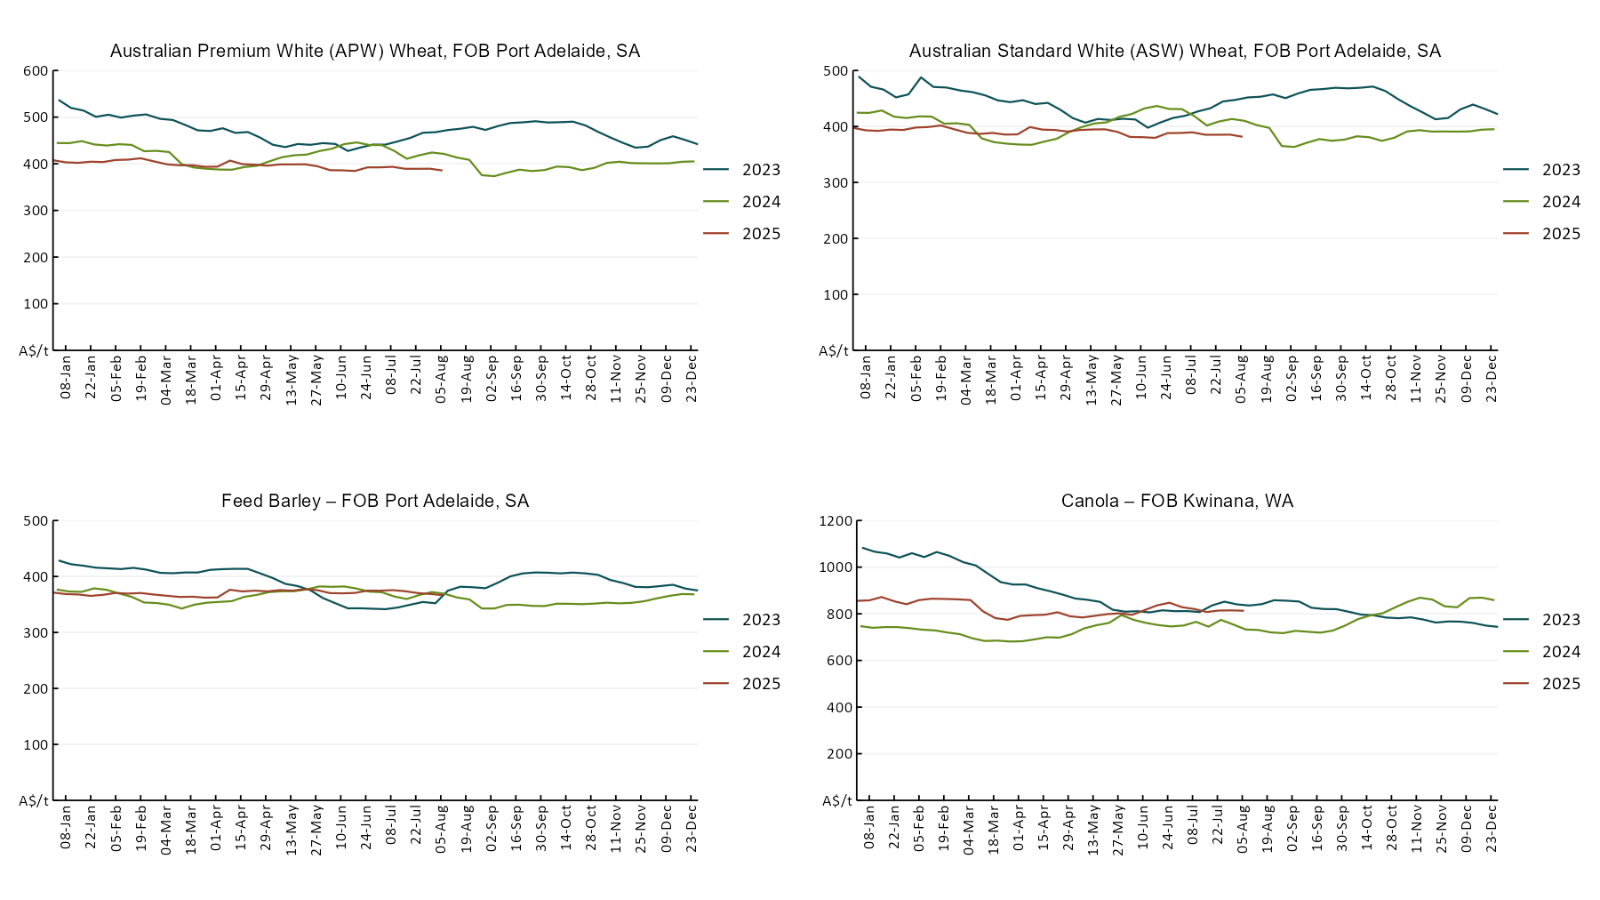 Australian Premium White (APW) Wheat, FOB Port Adelaide, SA
600
500
400
300
200
100
A$/t
08-Jan 22-Jan 05-Feb 19-Feb 04-Mar 18-Mar 01-Apr 15-Apr 29-Apr 13-May 27-May 10-Jun 24-Jun 08-Jul 22-Jul 05-Aug 19-Aug 02-Sep 16-Sep 30-Sep 14-Oct 28-Oct 11-Nov 25-Nov 09-Dec 23-Dec
2023
2024
2025
Australian Standard White (ASW) Wheat, FOB Port Adelaide, SA
500
400
300
200
100
A$/t
08-Jan 22-Jan 05-Feb 19-Feb 04-Mar 18-Mar 01-Apr 15-Apr 29-Apr 13-May 27-May 10-Jun 24-Jun 08-Jul 22-Jul 05-Aug 19-Aug 02-Sep 16-Sep 30-Sep 14-Oct 28-Oct 11-Nov 25-Nov 09-Dec 23-Dec
2023
2024
2025
Feed Barley – FOB Port Adelaide, SA
500
400
300
200
100
A$/t
08-Jan 22-Jan 05-Feb 19-Feb 04-Mar 18-Mar 01-Apr 15-Apr 29-Apr 13-May 27-May 10-Jun 24-Jun 08-Jul 22-Jul 05-Aug 19-Aug 02-Sep 16-Sep 30-Sep 14-Oct 28-Oct 11-Nov 25-Nov 09-Dec 23-Dec
2023
2024
2025
Canola – FOB Kwinana, WA
1200
1000
800
600
400
200
A$/t
08-Jan 22-Jan 05-Feb 19-Feb 04-Mar 18-Mar 01-Apr 15-Apr 29-Apr 13-May 27-May 10-Jun 24-Jun 08-Jul 22-Jul 05-Aug 19-Aug 02-Sep 16-Sep 30-Sep 14-Oct 28-Oct 11-Nov 25-Nov 09-Dec 23-Dec
2023
2024
2025